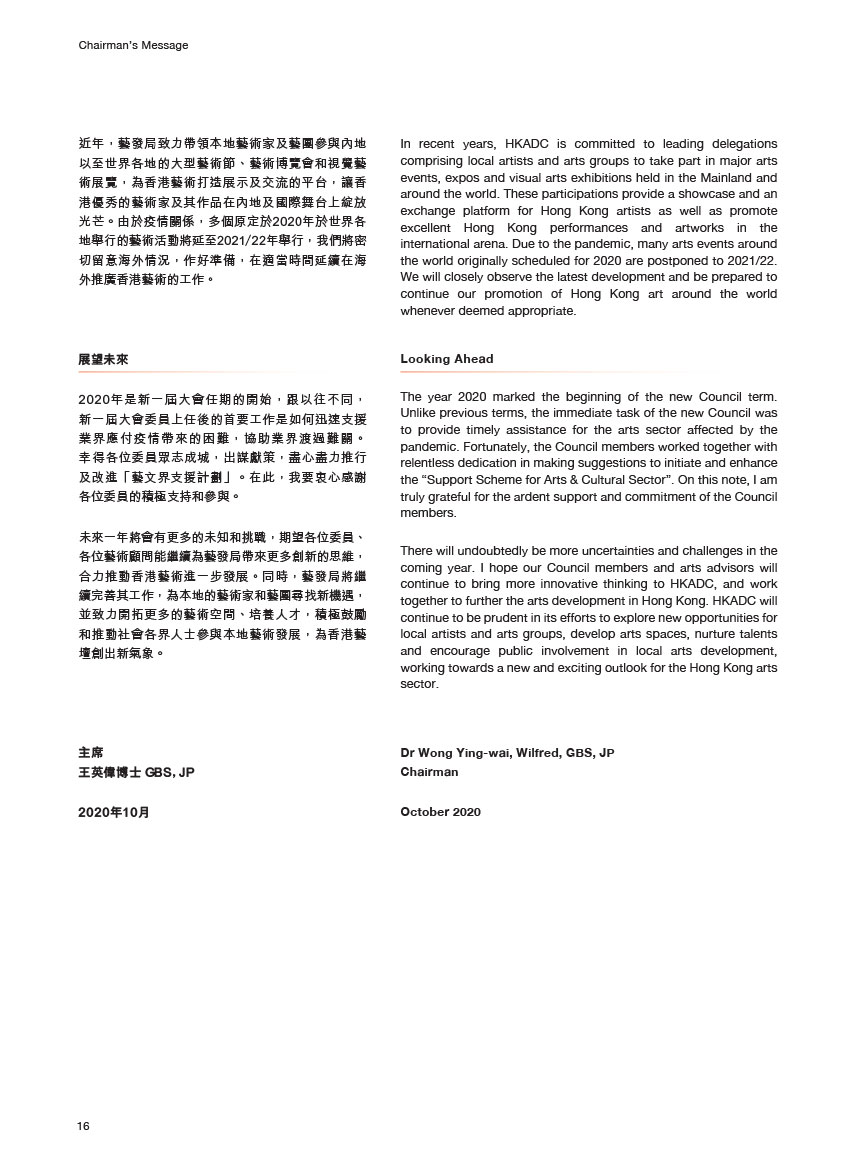 Chairman's Message
近年，藝發局致力帶領本地藝術家及藝團參與內地
以至世界各地的大型藝術節、藝術博覽會和視覺藝
術展覽，為香港藝術打造展示及交流的平台，讓香
港優秀的藝術家及其作品在內地及國際舞台上綻放
光芒。由於疫情關係，多個原定於2020年於世界各
地舉行的藝術活動將延至2021/22年舉行，我們將密
切留意海外情況，作好準備，在適當時間延續在海
外推廣香港藝術的工作。
展望未來
2020年是新一屆大會任期的開始，跟以往不同，
新一屆大會委員上任後的首要工作是如何迅速支援
業界應付疫情帶來的困難，協助業界渡過難關。
幸得各位委員眾志成城，出謀獻策，盡心盡力推行
及改進「藝文界支援計劃」。在此，我要衷心感謝
各位委員的積極支持和參與。
未來一年將會有更多的未知和挑戰，期望各位委員、
各位藝術顧問能繼續為藝發局帶來更多創新的思維，
合力推動香港藝術進一步發展。同時，藝發局將繼
續完善其工作，為本地的藝術家和藝團尋找新機遇，
並致力開拓更多的藝術空間、培養人才，積極鼓勵
和推動社會各界人士參與本地藝術發展，為香港藝
壇創出新氣象。
主席
王英偉博士 GBS, JP
2020年10月
In recent years, HKADC is committed to leading delegations
comprising local artists and arts groups to take part in major arts
events, expos and visual arts exhibitions held in the Mainland and
around the world. These participations provide a showcase and an
exchange platform for Hong Kong artists as well as promote
excellent Hong Kong performances and artworks in the
international arena. Due to the pandemic, many arts events around
the world originally scheduled for 2020 are postponed to 2021/22.
We will closely observe the latest development and be prepared to
continue our promotion of Hong Kong art around the world
whenever deemed appropriate.
Looking Ahead
The year 2020 marked the beginning of the new Council term.
Unlike previous terms, the immediate task of the new Council was
to provide timely assistance for the arts sector affected by the
pandemic. Fortunately, the Council members worked together with
relentless dedication in making suggestions to initiate and enhance
the “Support Scheme for Arts & Cultural Sector”. On this note, I am
truly grateful for the ardent support and commitment of the Council
members.
There will undoubtedly be more uncertainties and challenges in the
coming year. I hope our Council members and arts advisors will
continue to bring more innovative thinking to HKADC, and work
together to further the arts development in Hong Kong. HKADC will
continue to be prudent in its efforts to explore new opportunities for
local artists and arts groups, develop arts spaces, nurture talents
and encourage public involvement in local arts development,
working towards a new and exciting outlook for the Hong Kong arts
sector.
Dr Wong Ying-wai, Wilfred, GBS, JP
Chairman
October 2020
16